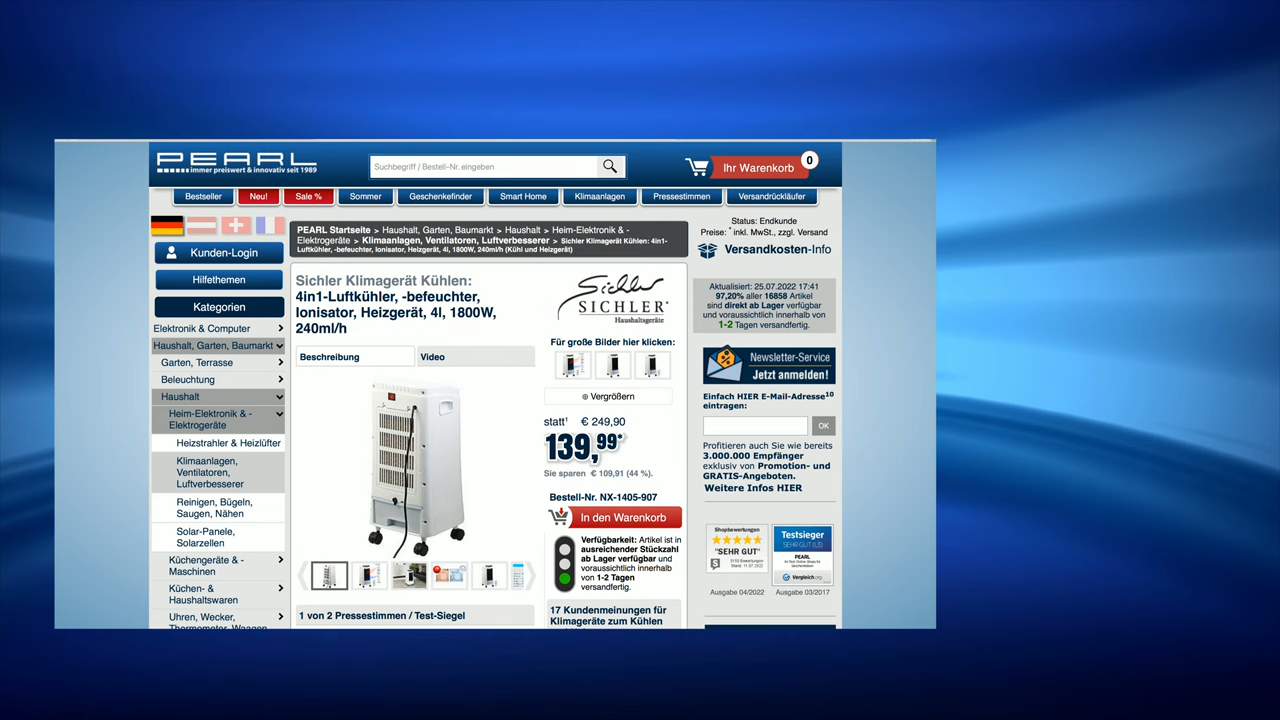 PEARL
immer preiswert & innovativ seit 1989
Suchbegriff / Bestell-Nr. eingeben
Ihr Warenkorb
0
Bestseller
Neu!
Sale %
Sommer
Geschenkefinder
Smart Home
Klimaanlagen
Pressestimmen
Versandrückläufer
Kunden-Login
Hilfethemen
Kategorien
Elektronik & Computer
Haushalt, Garten, Baumarkt
Garten, Terrasse
Beleuchtung
Haushalt
Heim-Elektronik & -
Elektrogeräte
Heizstrahler & Heizlüfter
Klimaanlagen,
Ventilatoren,
Luftverbesserer
Reinigen, Bügeln,
Saugen, Nähen
Solar-Panele,
Solarzellen
Küchengeräte & -
Maschinen
Küchen- &
Haushaltswaren
Uhren, Wecker,
Thermometer, Waagen
PEARL Startseite > Haushalt, Garten, Baumarkt > Haushalt > Heim-Elektronik & -
Elektrogeräte > Klimaanlagen, Ventilatoren, Luftverbesserer > Sichler Klimagerät Kühlen: 4in1-
Luftkühler, -befeuchter, Ionisator, Heizgerät, 4l, 1800W, 240ml/h (Kühl und Heizgerät)
Sichler Klimagerät Kühlen:
4in1-Luftkühler, -befeuchter,
Ionisator, Heizgerät, 4l, 1800W,
240ml/h
Beschreibung
Video
1 von 2 Pressestimmen / Test-Siegel
Sichler
SICHLER®
Haushaltsgeräte
Für große Bilder hier klicken:
Vergrößern
statt¹ € 249,90
139,99*
Sie sparen € 109,91 (44 %).
Bestell-Nr. NX-1405-907
In den Warenkorb
Verfügbarkeit: Artikel ist in
ausreichender Stückzahl
ab Lager verfügbar und
voraussichtlich innerhalb
von 1-2 Tagen
versandfertig.
17 Kundenmeinungen für
Klimageräte zum Kühlen
Status: Endkunde
Preise: * inkl. MwSt., zzgl. Versand
Versandkosten-Info
Aktualisiert: 25.07.2022 17:41
97,20% aller 16858 Artikel
sind direkt ab Lager verfügbar
und voraussichtlich innerhalb von
1-2 Tagen versandfertig.
Newsletter-Service
Jetzt anmelden!
Einfach HIER E-Mail-Adresse¹⁰
eintragen:
OK
Profitieren auch Sie wie bereits
3.000.000 Empfänger
exklusiv von Promotion- und
GRATIS-Angeboten.
Weitere Infos HIER
Shopbewertungen
"SEHR GUT"
Ausgabe 04/2022
Testsieger
SEHR GUT (1,3)
PEARL
Vergleich.org
Ausgabe 03/2017